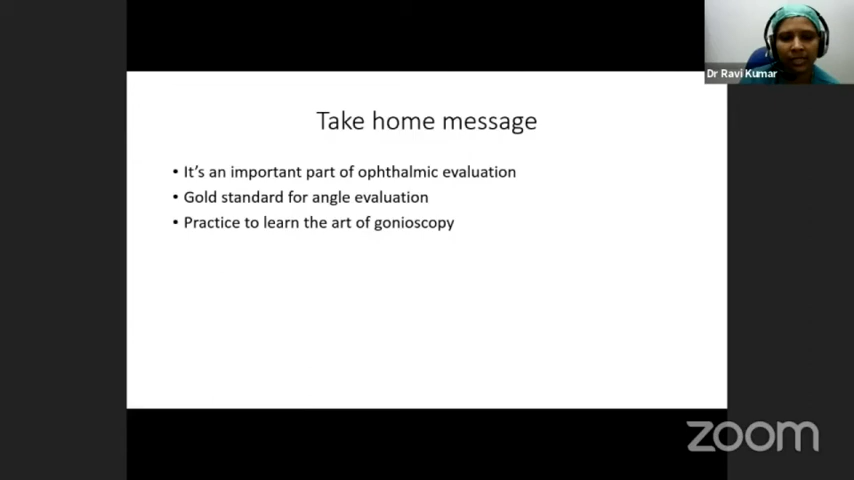 Dr Ravi Kumar
Take home message
• It's an important part of ophthalmic evaluation
• Gold standard for angle evaluation
• Practice to learn the art of gonioscopy
zoom